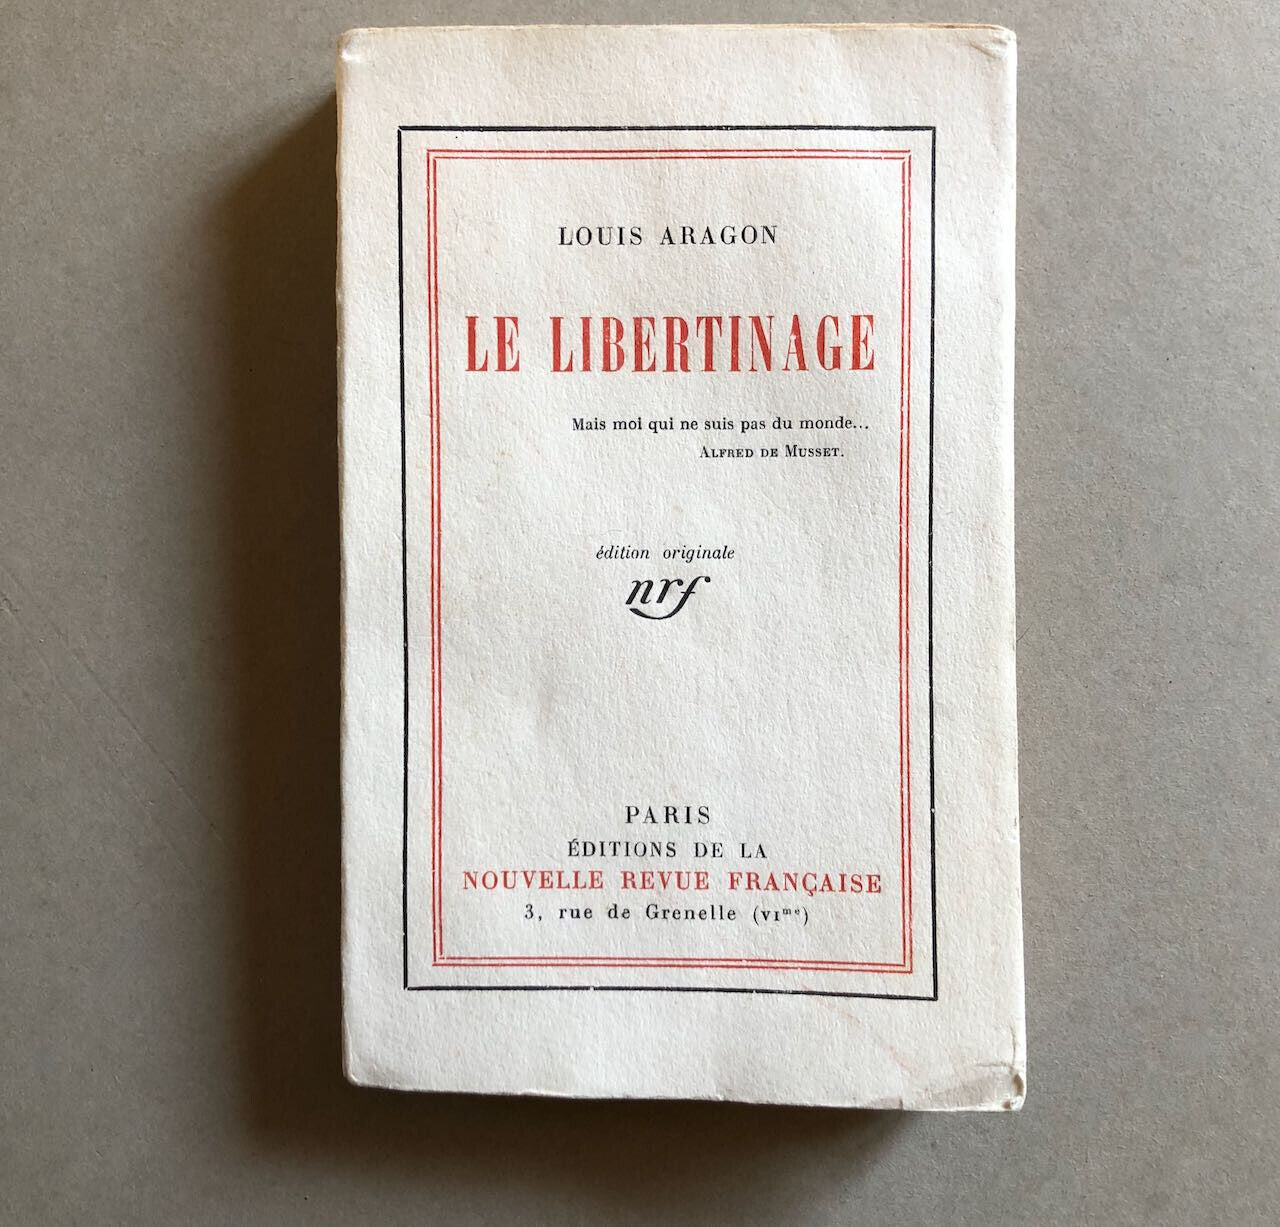 LOUIS ARAGON
LE LIBERTINAGE
Mais moi qui ne suis pas du monde...
ALFRED DE MUSSET.
édition originale
nrf
PARIS
ÉDITIONS DE LA
NOUVELLE REVUE FRANÇAISE
3, rue de Grenelle (VIᵐᵉ)